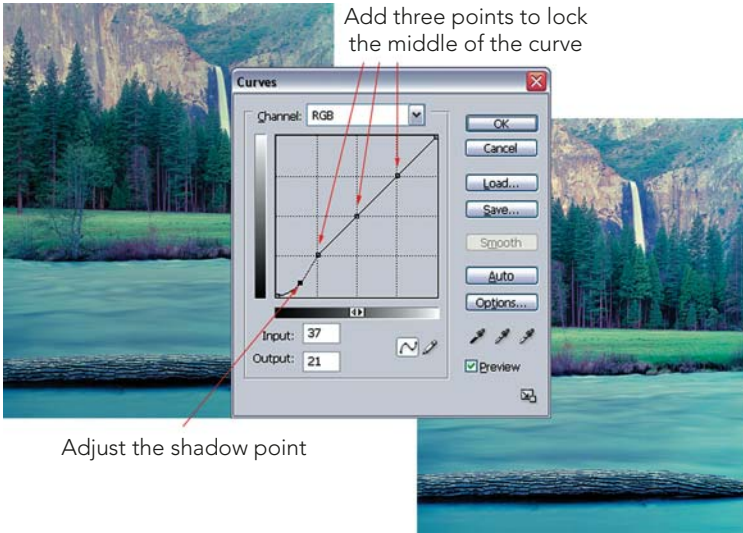 Add three points to lock
the middle of the curve
Curves
Channel: RGB
OK
Cancel
Load...
Save...
Smooth
Auto
Options...
Input: 37
Output: 21
Preview
Adjust the shadow point